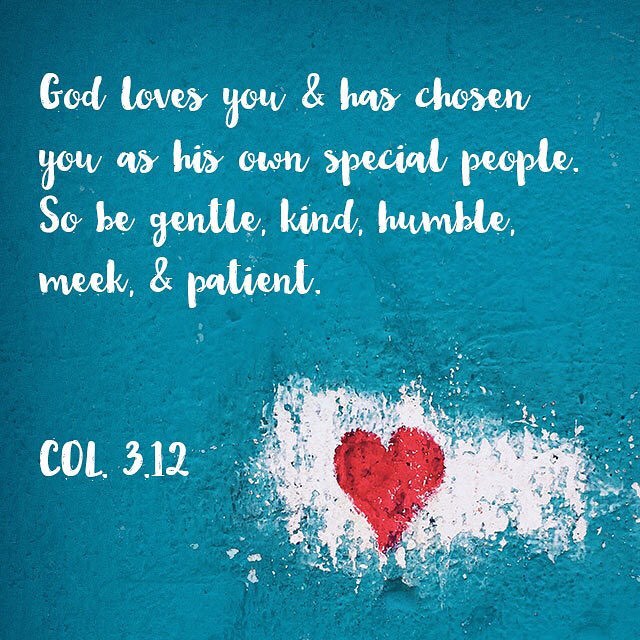 God loves you & has chosen
you as his own special people.
So be gentle, kind, humble,
meek, & patient.
COL. 3.12